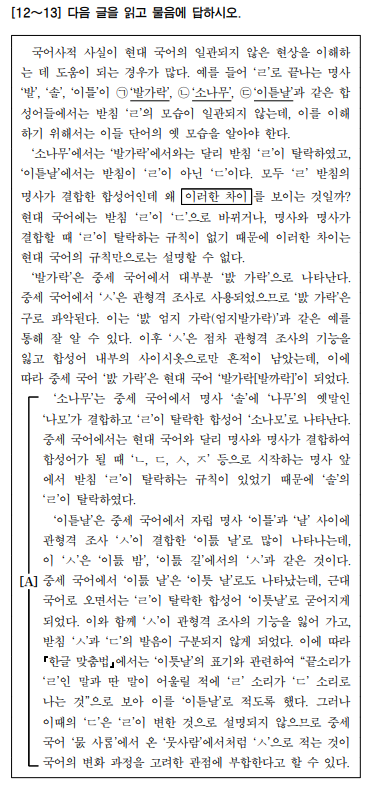 [12～13] 다음 글을 읽고 물음에 답하시오.
국어사적 사실이 현대 국어의 일관되지 않은 현상을 이해하
는 데 도움이 되는 경우가 많다. 예를 들어 ‘ㄹ’로 끝나는 명사
‘발’, ‘솔’, ‘이틀’이 ㉠‘발가락’, ㉡‘소나무’, ㉢‘이튿날’과 같은 합
성어들에서는 받침 ‘ㄹ’의 모습이 일관되지 않는데, 이를 이해
하기 위해서는 이들 단어의 옛 모습을 알아야 한다.
‘소나무’에서는 ‘발가락’에서와는 달리 받침 ‘ㄹ’이 탈락하였고,
‘이튿날’에서는 받침이 ‘ㄹ’이 아닌 ‘ㄷ’이다. 모두 ‘ㄹ’ 받침의
명사가 결합한 합성어인데 왜 이러한 차이를 보이는 것일까?
현대 국어에는 받침 ‘ㄹ’이 ‘ㄷ’으로 바뀌거나, 명사와 명사가
결합할 때 ‘ㄹ’이 탈락하는 규칙이 없기 때문에 이러한 차이는
현대 국어의 규칙만으로는 설명할 수 없다.
‘발가락’은 중세 국어에서 대부분 ‘밠 가락’으로 나타난다.
중세 국어에서 ‘ㅅ’은 관형격 조사로 사용되었으므로 ‘밠 가락’은
구로 파악된다. 이는 ‘밠 엄지 가락(엄지발가락)’과 같은 예를
통해 잘 알 수 있다. 이후 ‘ㅅ’은 점차 관형격 조사의 기능을
잃고 합성어 내부의 사이시옷으로만 흔적이 남았는데, 이에
따라 중세 국어 ‘밠 가락’은 현대 국어 ‘발가락[발까락]’이 되었다.
‘소나무’는 중세 국어에서 명사 ‘솔’에 ‘나무’의 옛말인
‘나모’가 결합하고 ‘ㄹ’이 탈락한 합성어 ‘소나모’로 나타난다.
중세 국어에서는 현대 국어와 달리 명사와 명사가 결합하여
합성어가 될 때 ‘ㄴ, ㄷ, ㅅ, ㅈ’ 등으로 시작하는 명사 앞
에서 받침 ‘ㄹ’이 탈락하는 규칙이 있었기 때문에 ‘솔’의
‘ㄹ’이 탈락하였다.
‘이튿날’은 중세 국어에서 자립 명사 ‘이틀’과 ‘날’ 사이에
관형격 조사 ‘ㅅ’이 결합한 ‘이틄 날’로 많이 나타나는데,
이 ‘ㅅ’은 ‘이틄 밤’, ‘이틄 길’에서의 ‘ㅅ’과 같은 것이다.
[A] 중세 국어에서 ‘이틄 날’은 ‘이틋 날’로도 나타났는데, 근대
국어로 오면서는 ‘ㄹ’이 탈락한 합성어 ‘이틋날’로 굳어지게
되었다. 이와 함께 ‘ㅅ’이 관형격 조사의 기능을 잃어 가고,
받침 ‘ㅅ’과 ‘ㄷ’의 발음이 구분되지 않게 되었다. 이에 따라
『한글 맞춤법』에서는 ‘이틋날’의 표기와 관련하여 “끝소리가
‘ㄹ’인 말과 딴 말이 어울릴 적에 ‘ㄹ’ 소리가 ‘ㄷ’ 소리로
나는 것”으로 보아 이를 ‘이튿날’로 적도록 했다. 그러나
이때의 ‘ㄷ’은 ‘ㄹ’이 변한 것으로 설명되지 않으므로 중세
국어 ‘뭀 사ᄅᆞᆷ’에서 온 ‘뭇사람’에서처럼 ‘ㅅ’으로 적는 것이
국어의 변화 과정을 고려한 관점에 부합한다고 할 수 있다.